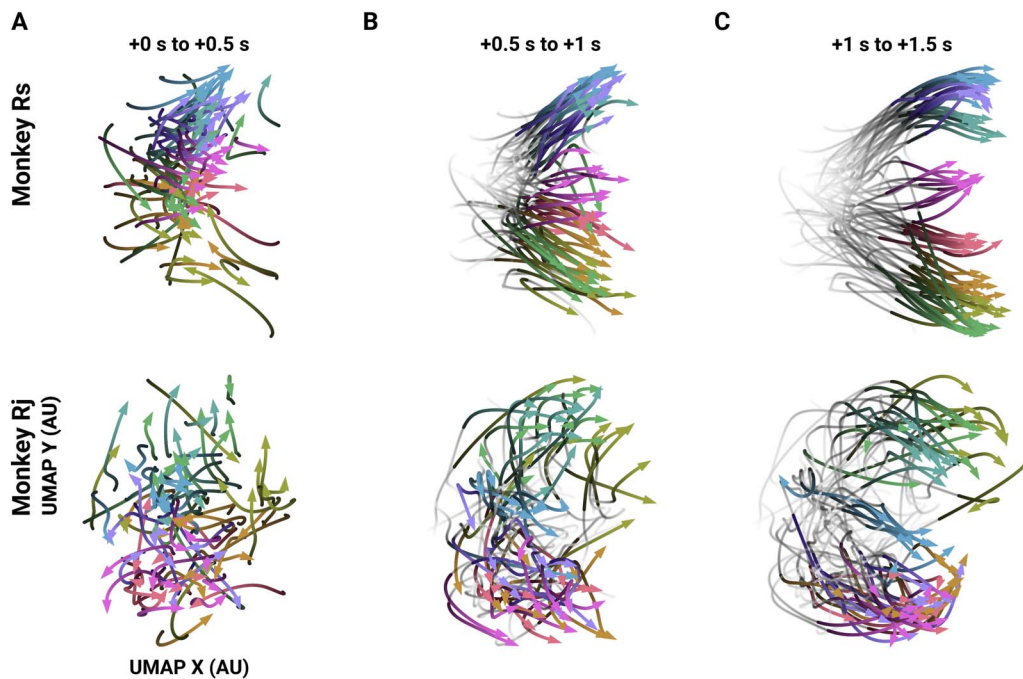 A
B
C
+0 s to +0.5 s
+0.5 s to +1 s
+1 s to +1.5 s
Monkey Rs
Monkey Rj
UMAP Y (AU)
UMAP X (AU)